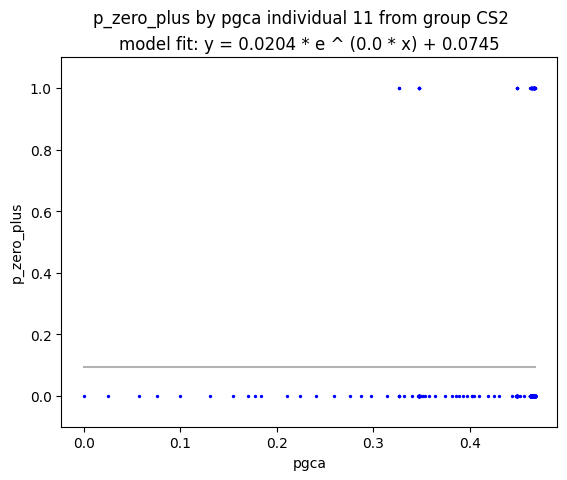 p_zero_plus by pgca individual 11 from group CS2
model fit: y = 0.0204 * e ^ (0.0 * x) + 0.0745
p_zero_plus
1.0
0.8
0.6
0.4
0.2
0.0
0.0 0.1 0.2 0.3 0.4
pgca